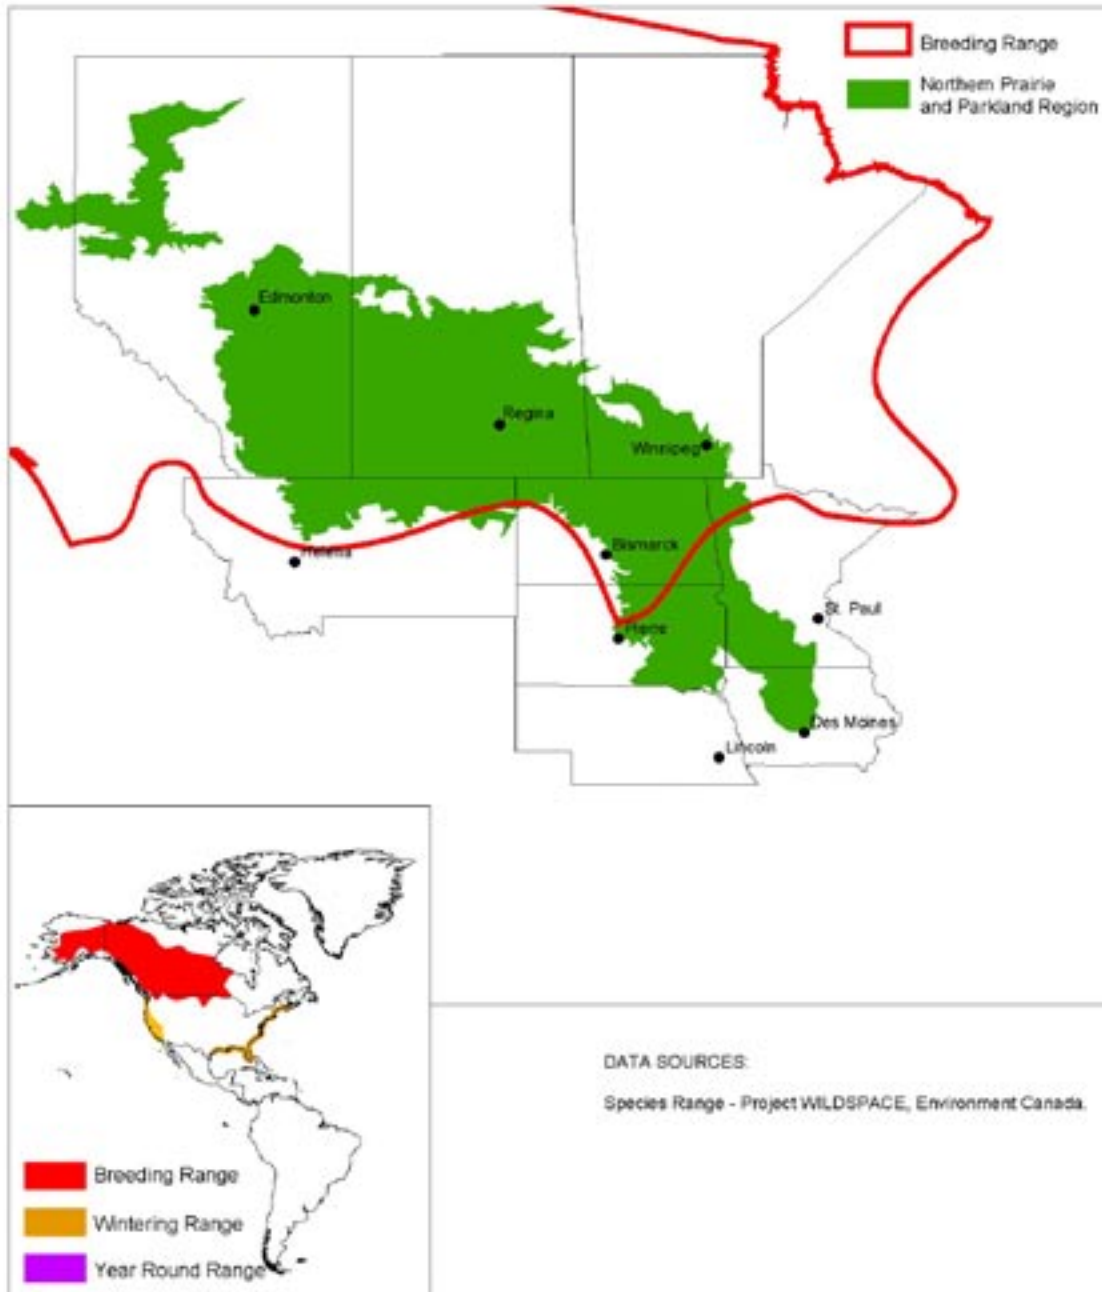 Breeding Range
Northern Prairie
and Parkland Region
Edmonton
Regina
Winnipeg
Bismarck
Helena
St. Paul
Pierre
Des Moines
Lincoln
DATA SOURCES:
Species Range - Project WILDSPACE, Environment Canada.
Breeding Range
Wintering Range
Year Round Range